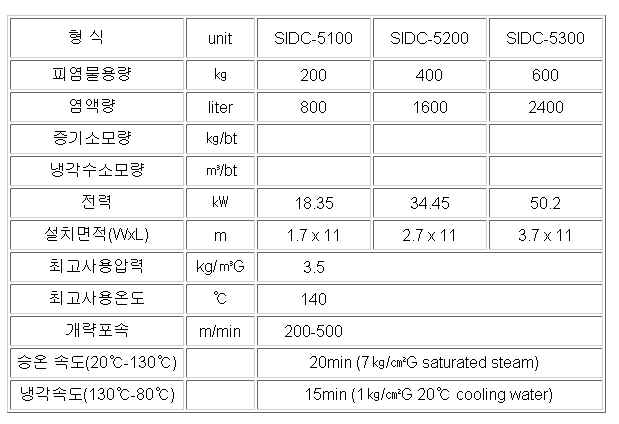 형 식 unit SIDC-5100 SIDC-5200 SIDC-5300
피염물용량 ㎏ 200 400 600
염액량 liter 800 1600 2400
증기소모량 ㎏/bt
냉각수소모량 ㎥/bt
전력 ㎾ 18.35 34.45 50.2
설치면적(WxL) m 1.7 x 11 2.7 x 11 3.7 x 11
최고사용압력 kg/㎥G 3.5
최고사용온도 ℃ 140
개략포속 m/min 200-500
승온 속도(20℃-130℃) 20min (7㎏/㎠G saturated steam)
냉각속도(130℃-80℃) 15min (1㎏/㎠G 20℃ cooling water)